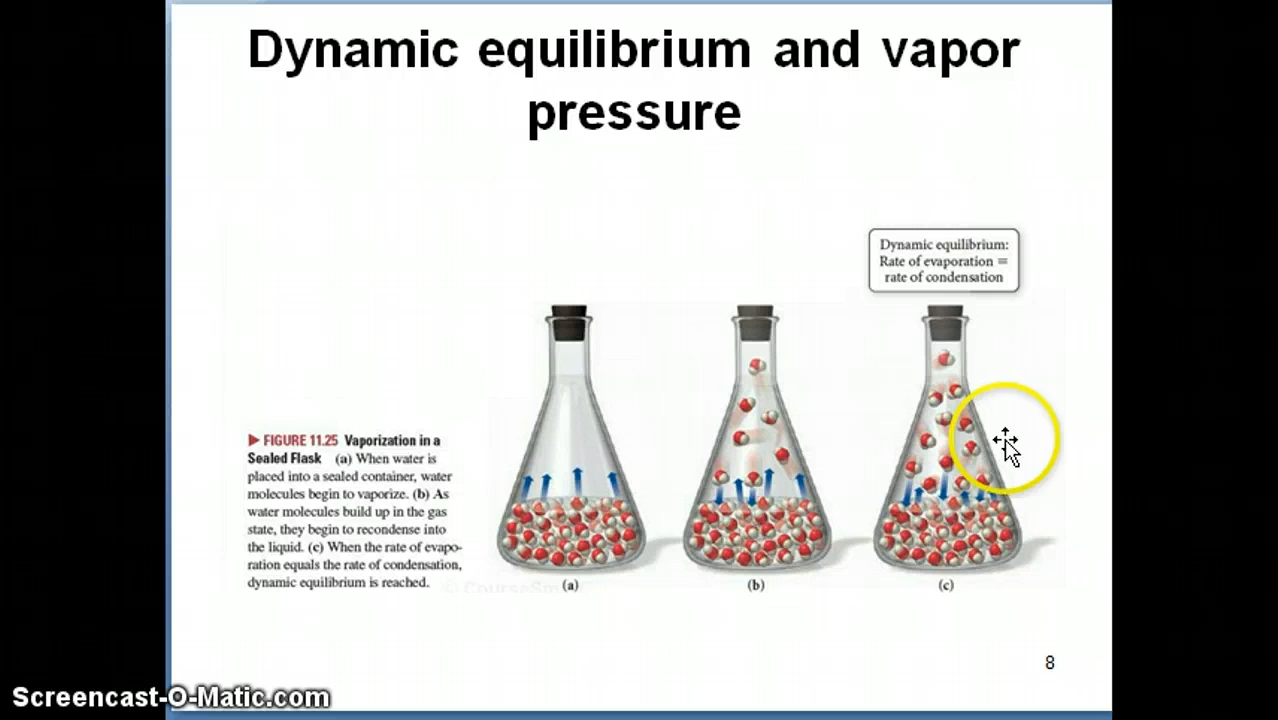 Dynamic equilibrium and vapor
pressure
Dynamic equilibrium:
Rate of evaporation =
rate of condensation
▶ FIGURE 11.25 Vaporization in a
Sealed Flask (a) When water is
placed into a sealed container, water
molecules begin to vaporize. (b) As
water molecules build up in the gas
state, they begin to recondense into
the liquid. (c) When the rate of evapo-
ration equals the rate of condensation,
dynamic equilibrium is reached.
(a)
(b)
(c)
8
Screencast-O-Matic.com